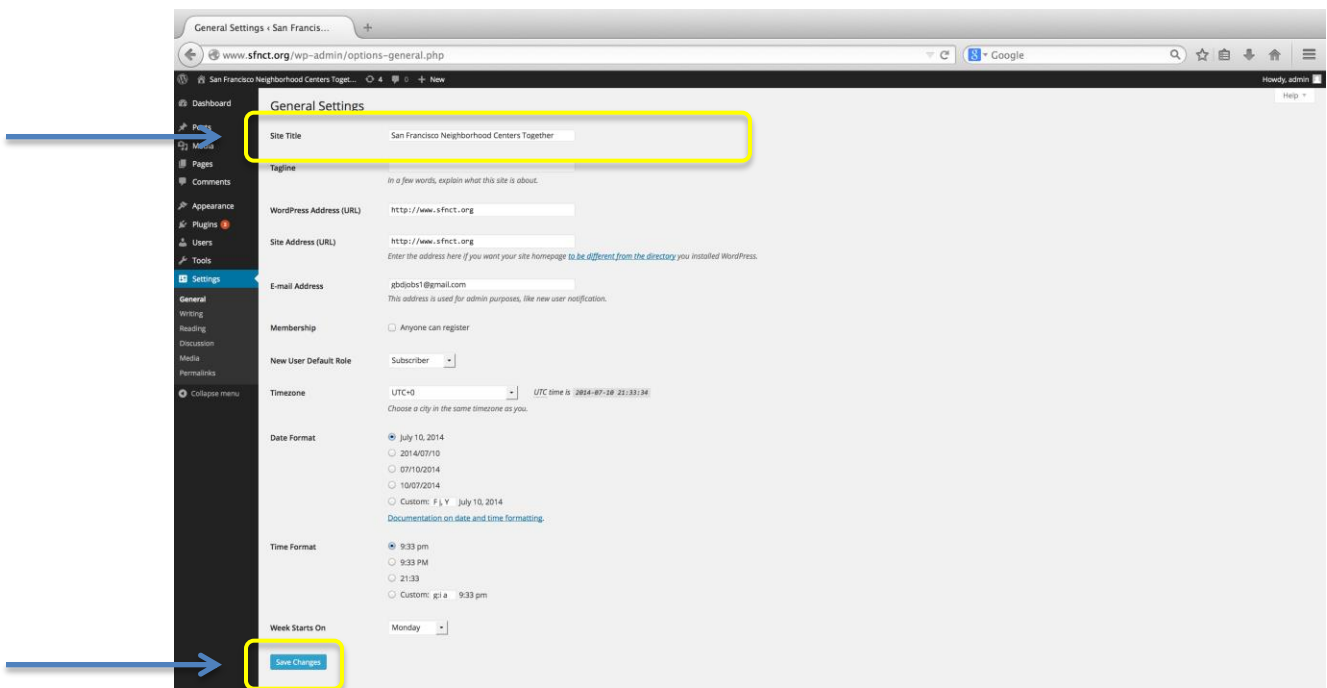 General Settings ‹ San Francis...
www.sfnct.org/wp-admin/options-general.php
Google
San Francisco Neighborhood Centers Toget... 4 0 + New
Howdy, admin
Help
Dashboard
Posts
Media
Pages
Comments
Appearance
Plugins
Users
Tools
Settings
General
Writing
Reading
Discussion
Media
Permalinks
Collapse menu
General Settings
Site Title San Francisco Neighborhood Centers Together
Tagline
In a few words, explain what this site is about.
WordPress Address (URL) http://www.sfnct.org
Site Address (URL) http://www.sfnct.org
Enter the address here if you want your site homepage to be different from the directory you installed WordPress.
E-mail Address gbdjobs1@gmail.com
This address is used for admin purposes, like new user notification.
Membership Anyone can register
New User Default Role Subscriber
Timezone UTC+0 UTC time is 2014-07-10 21:33:34
Choose a city in the same timezone as you.
Date Format July 10, 2014
2014/07/10
07/10/2014
10/07/2014
Custom: F j, Y July 10, 2014
Documentation on date and time formatting.
Time Format 9:33 pm
9:33 PM
21:33
Custom: g:i a 9:33 pm
Week Starts On Monday
Save Changes